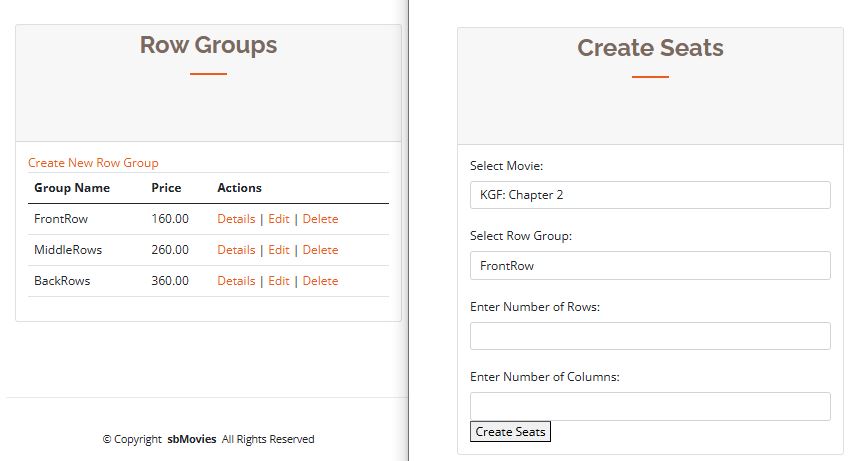 Row Groups
Create New Row Group
Group Name Price Actions
FrontRow 160.00 Details | Edit | Delete
MiddleRows 260.00 Details | Edit | Delete
BackRows 360.00 Details | Edit | Delete
© Copyright sbMovies All Rights Reserved
Create Seats
Select Movie:
KGF: Chapter 2
Select Row Group:
FrontRow
Enter Number of Rows:
Enter Number of Columns:
Create Seats